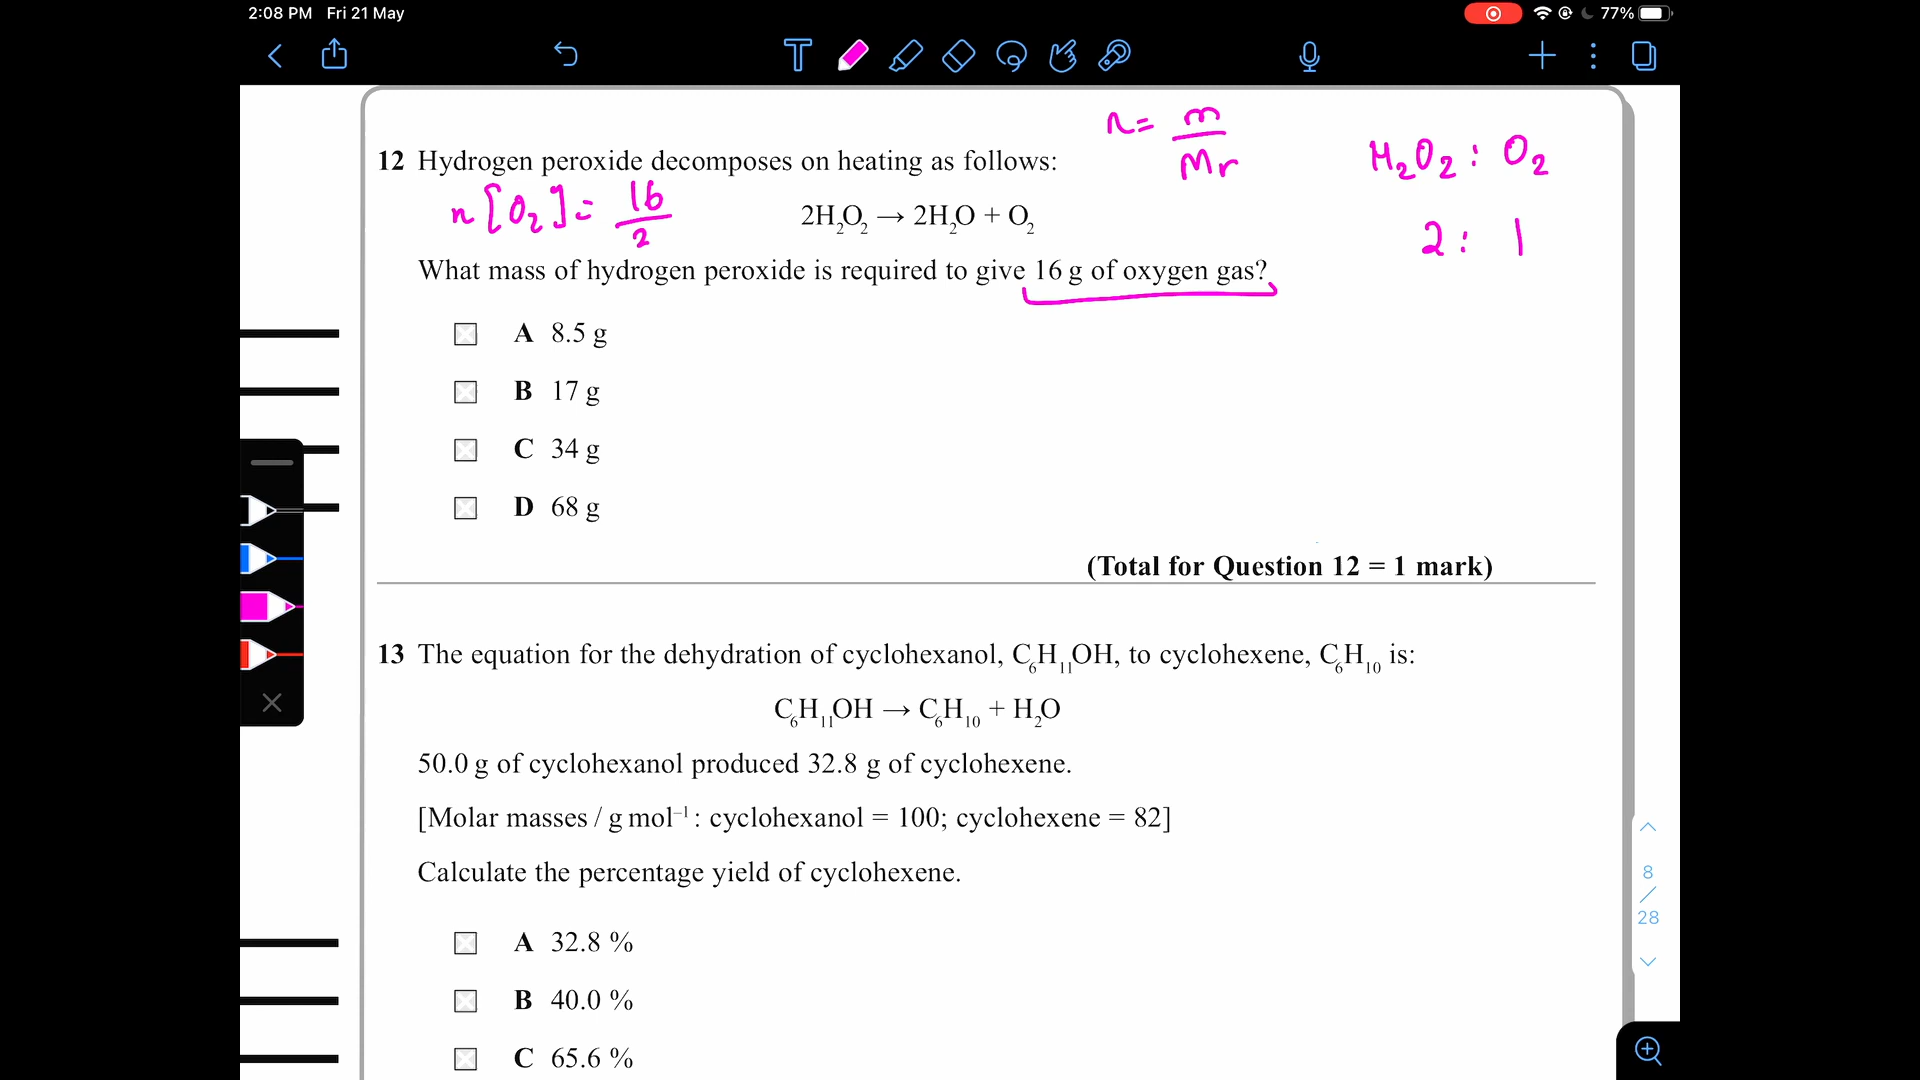 2:08 PM Fri 21 May
77%
n = m / Mr
H₂O₂ : O₂
12 Hydrogen peroxide decomposes on heating as follows:
n [O₂] = 16 / 2
2H₂O₂ → 2H₂O + O₂
2 : 1
What mass of hydrogen peroxide is required to give 16 g of oxygen gas?
A 8.5 g
B 17 g
C 34 g
D 68 g
(Total for Question 12 = 1 mark)
13 The equation for the dehydration of cyclohexanol, C₆H₁₁OH, to cyclohexene, C₆H₁₀ is:
C₆H₁₁OH → C₆H₁₀ + H₂O
50.0 g of cyclohexanol produced 32.8 g of cyclohexene.
[Molar masses / g mol⁻¹ : cyclohexanol = 100; cyclohexene = 82]
Calculate the percentage yield of cyclohexene.
A 32.8 %
B 40.0 %
C 65.6 %
8
/
28